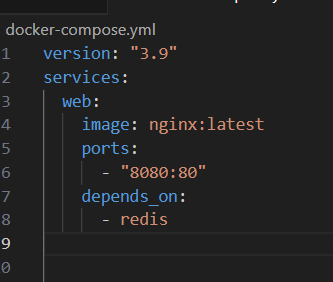 docker-compose.yml
1 version: "3.9"
2 services:
3   web:
4     image: nginx:latest
5     ports:
6       - "8080:80"
7     depends_on:
8       - redis
9
0